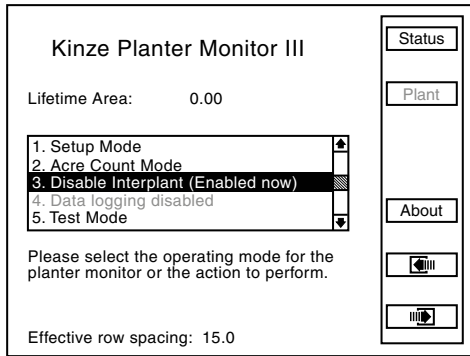 Kinze Planter Monitor III
Status
Lifetime Area: 0.00
Plant
1. Setup Mode
2. Acre Count Mode
3. Disable Interplant (Enabled now)
4. Data logging disabled
5. Test Mode
About
Please select the operating mode for the
planter monitor or the action to perform.
Effective row spacing: 15.0